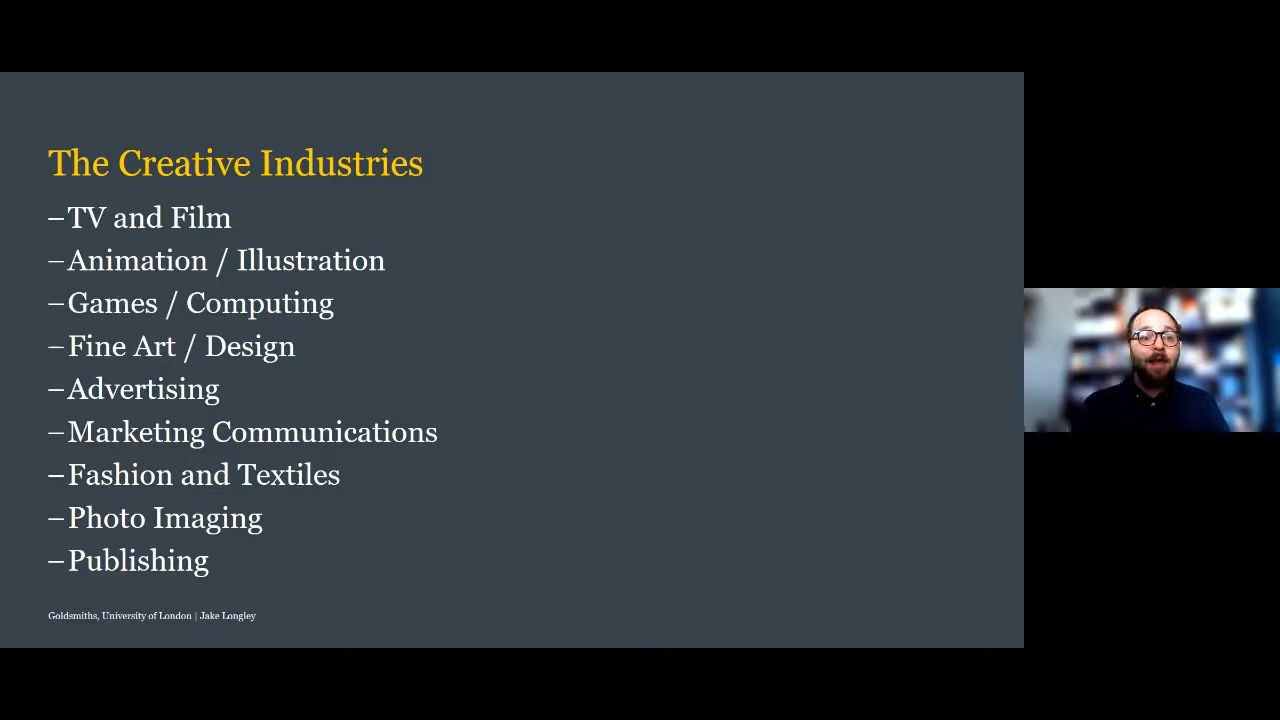 The Creative Industries
–TV and Film
–Animation / Illustration
–Games / Computing
–Fine Art / Design
–Advertising
–Marketing Communications
–Fashion and Textiles
–Photo Imaging
–Publishing
Goldsmiths, University of London | Jake Longley